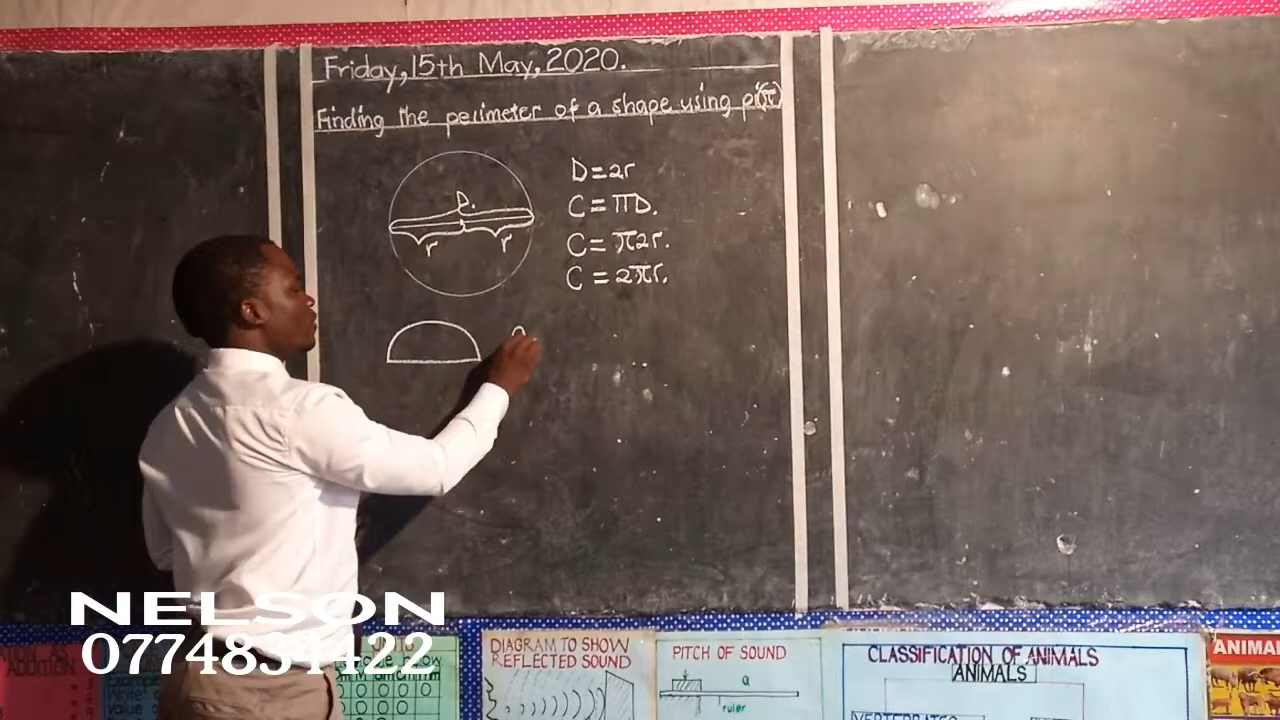 Friday, 15th May, 2020.
Finding the perimeter of a shape using pi(π)
D.
r r
D = 2r
C = πD.
C = π2r.
C = 2πr.
NELSON
0774834422
DIAGRAM TO SHOW
REFLECTED SOUND
PITCH OF SOUND
ruler
CLASSIFICATION OF ANIMALS
ANIMALS
VERTEBRATES
ANIMAL